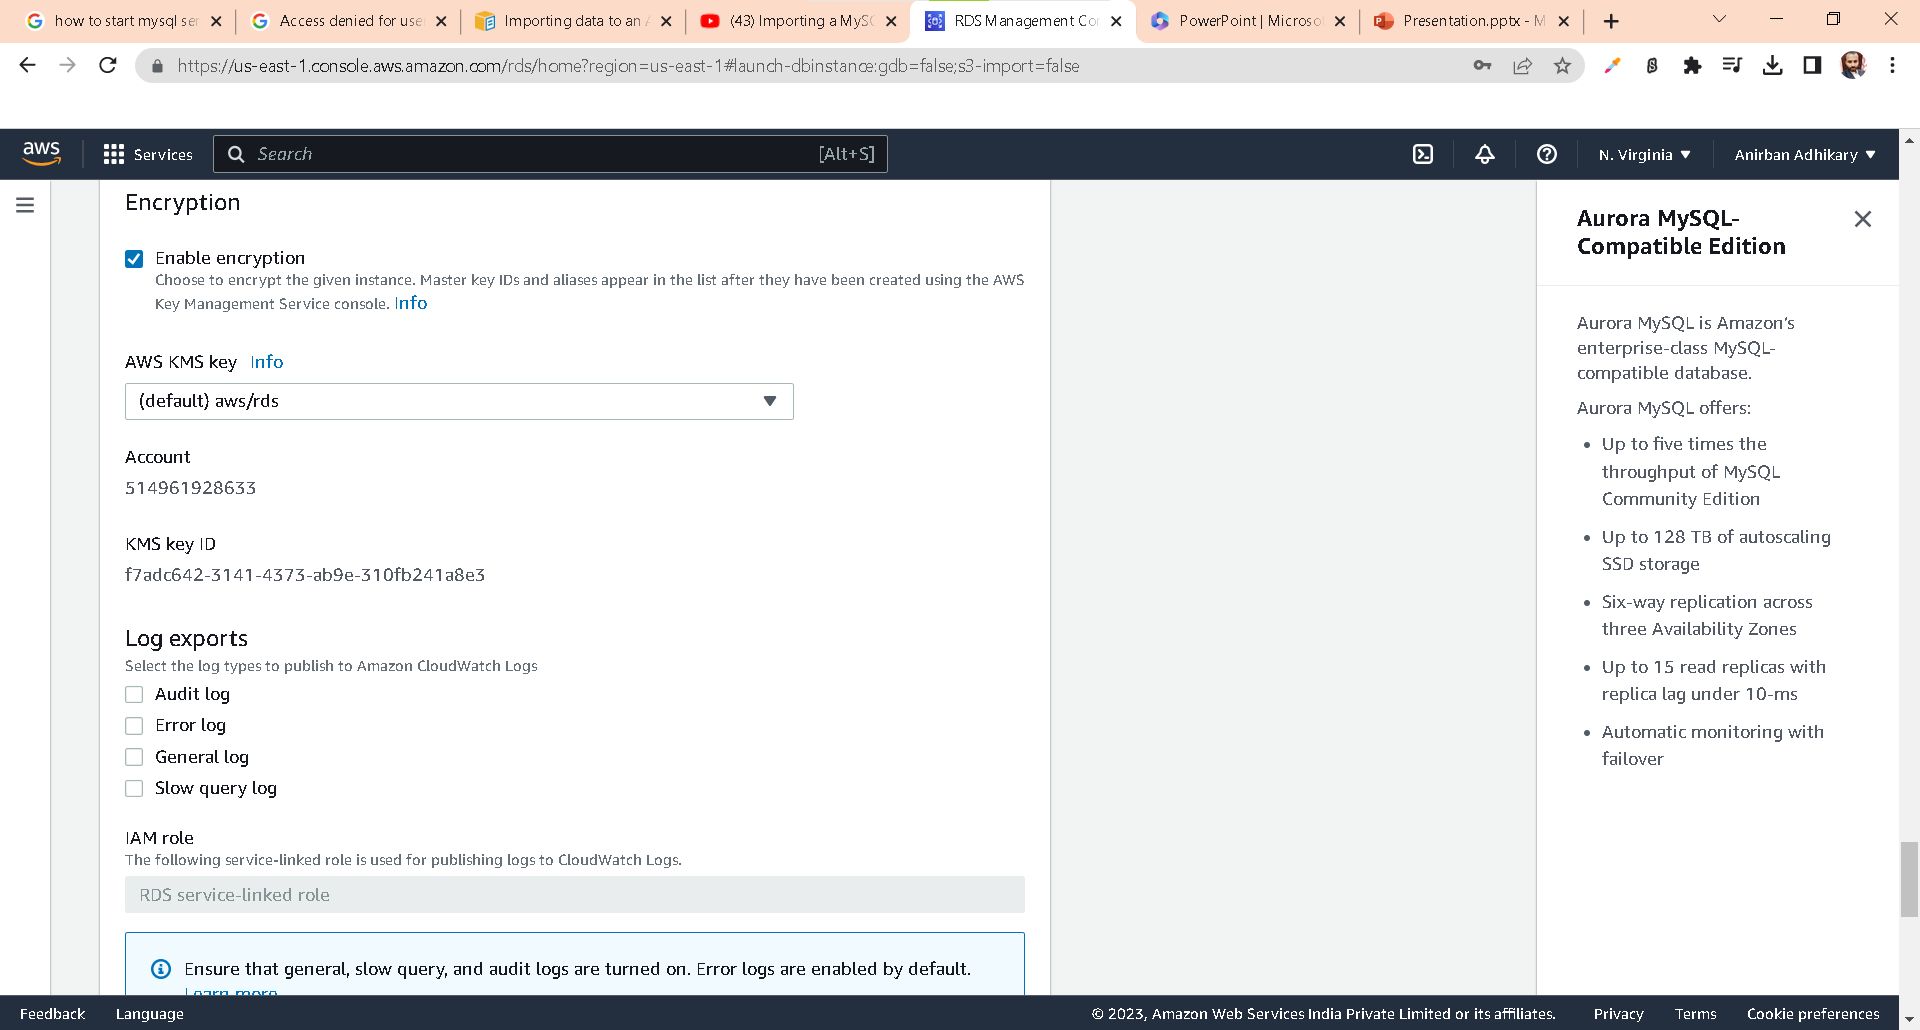 how to start mysql ser
Access denied for use
Importing data to an A
(43) Importing a MySQ
RDS Management Co
PowerPoint | Microso
Presentation.pptx - M
https://us-east-1.console.aws.amazon.com/rds/home?region=us-east-1#launch-dbinstance:gdb=false;s3-import=false
aws
Services
Search
[Alt+S]
N. Virginia
Anirban Adhikary
Encryption
Enable encryption
Choose to encrypt the given instance. Master key IDs and aliases appear in the list after they have been created using the AWS
Key Management Service console. Info
AWS KMS key Info
(default) aws/rds
Account
514961928633
KMS key ID
f7adc642-3141-4373-ab9e-310fb241a8e3
Log exports
Select the log types to publish to Amazon CloudWatch Logs
Audit log
Error log
General log
Slow query log
IAM role
The following service-linked role is used for publishing logs to CloudWatch Logs.
RDS service-linked role
Ensure that general, slow query, and audit logs are turned on. Error logs are enabled by default.
Learn more
Aurora MySQL-
Compatible Edition
Aurora MySQL is Amazon's
enterprise-class MySQL-
compatible database.
Aurora MySQL offers:
• Up to five times the
throughput of MySQL
Community Edition
• Up to 128 TB of autoscaling
SSD storage
• Six-way replication across
three Availability Zones
• Up to 15 read replicas with
replica lag under 10-ms
• Automatic monitoring with
failover
Feedback
Language
© 2023, Amazon Web Services India Private Limited or its affiliates.
Privacy
Terms
Cookie preferences